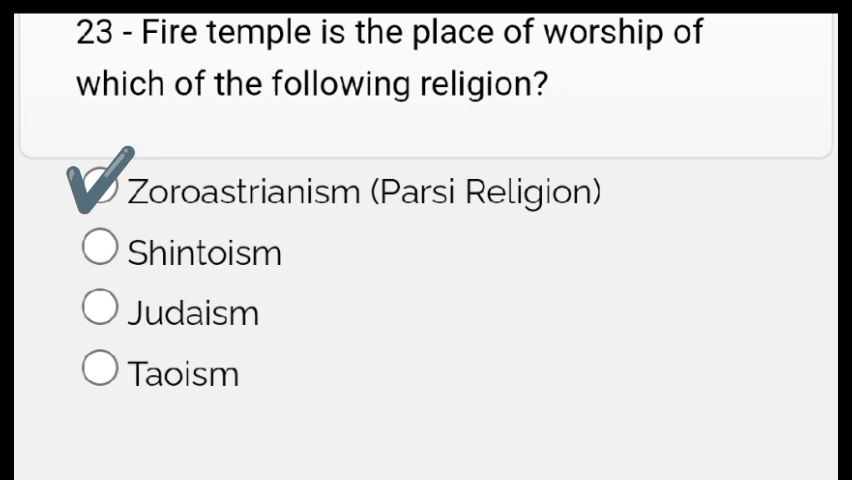 23 - Fire temple is the place of worship of
which of the following religion?
Zoroastrianism (Parsi Religion)
Shintoism
Judaism
Taoism